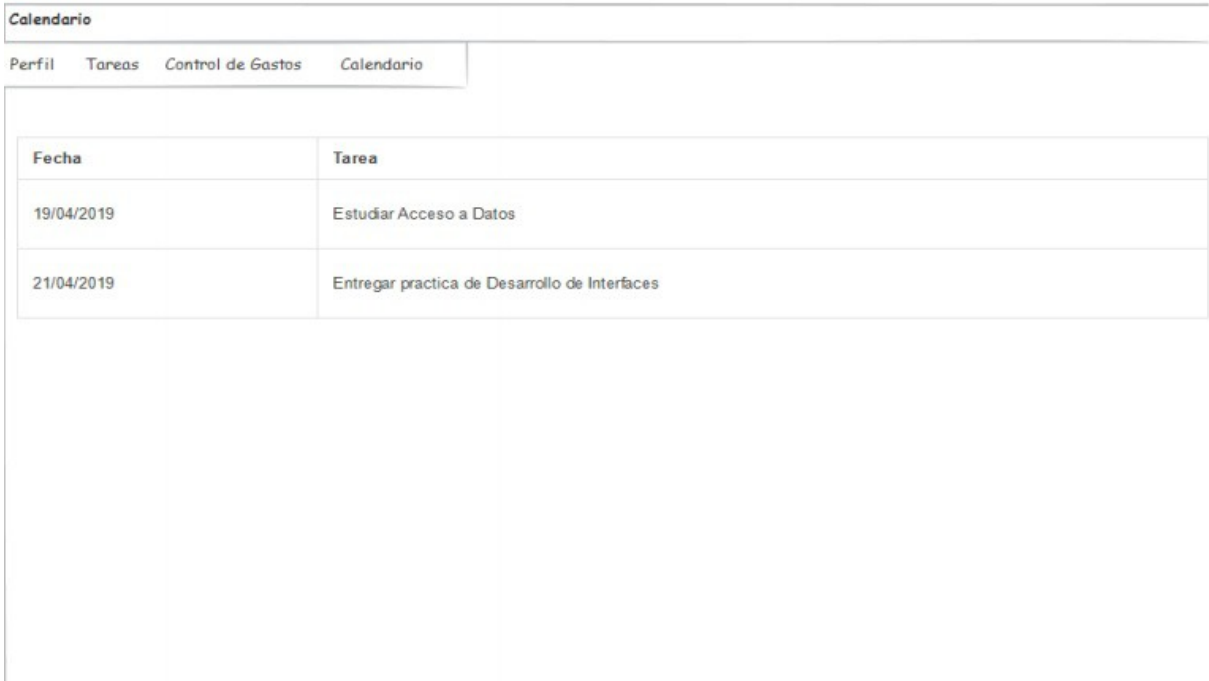 Calendario
Perfil Tareas Control de Gastos Calendario
Fecha Tarea
19/04/2019 Estudiar Acceso a Datos
21/04/2019 Entregar practica de Desarrollo de Interfaces